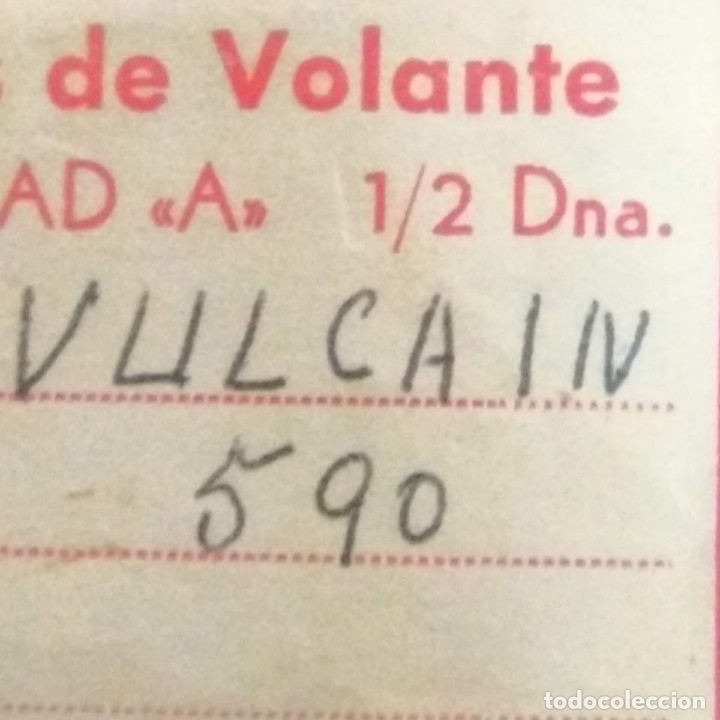 s de Volante
AD «A» 1/2 Dna.
VULCAIN
590
todocoleccion